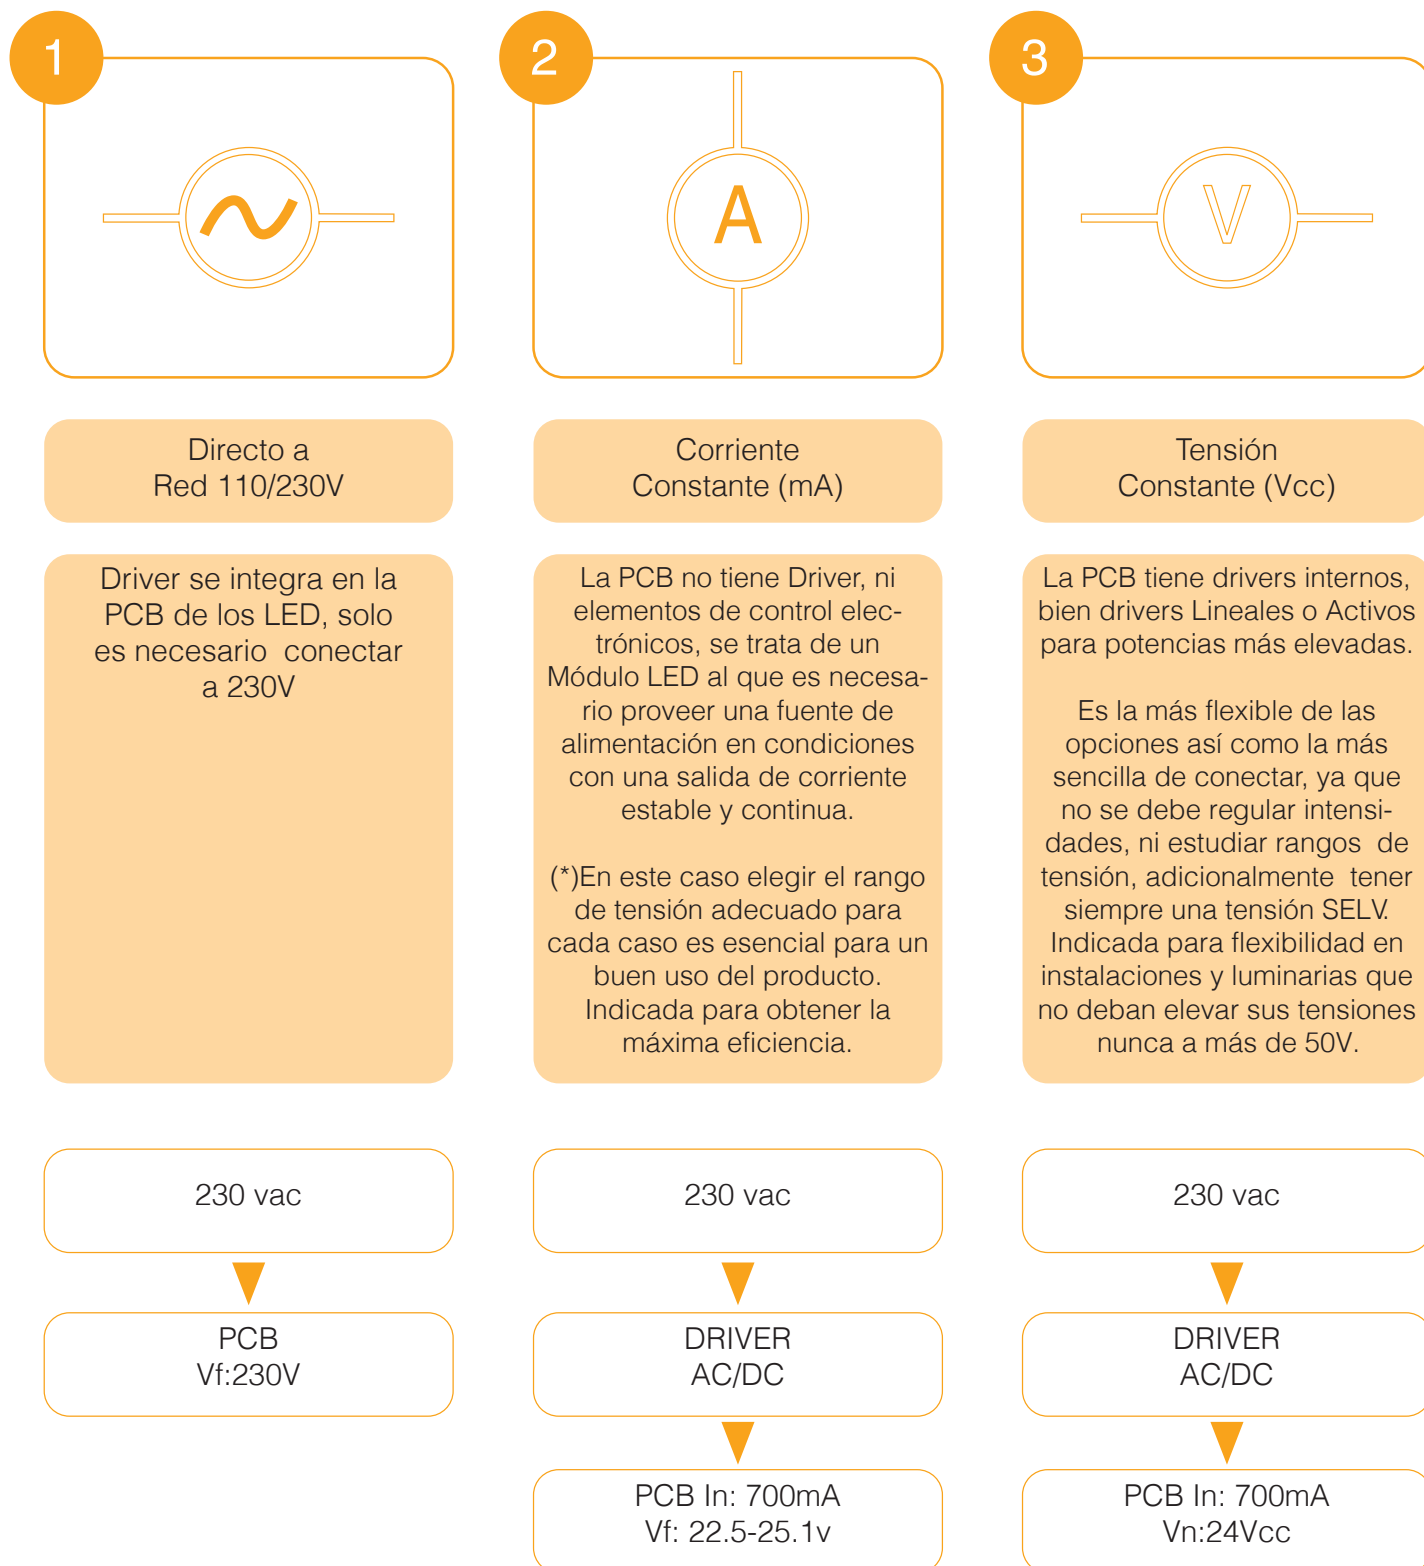 1
Directo a
Red 110/230V
Driver se integra en la
PCB de los LED, solo
es necesario conectar
a 230V
230 vac
PCB
Vf:230V
2
A
Corriente
Constante (mA)
La PCB no tiene Driver, ni
elementos de control elec-
trónicos, se trata de un
Módulo LED al que es necesa-
rio proveer una fuente de
alimentación en condiciones
con una salida de corriente
estable y continua.
(*)En este caso elegir el rango
de tensión adecuado para
cada caso es esencial para un
buen uso del producto.
Indicada para obtener la
máxima eficiencia.
230 vac
DRIVER
AC/DC
PCB In: 700mA
Vf: 22.5-25.1v
3
V
Tensión
Constante (Vcc)
La PCB tiene drivers internos,
bien drivers Lineales o Activos
para potencias más elevadas.
Es la más flexible de las
opciones así como la más
sencilla de conectar, ya que
no se debe regular intensi-
dades, ni estudiar rangos de
tensión, adicionalmente tener
siempre una tensión SELV.
Indicada para flexibilidad en
instalaciones y luminarias que
no deban elevar sus tensiones
nunca a más de 50V.
230 vac
DRIVER
AC/DC
PCB In: 700mA
Vn:24Vcc